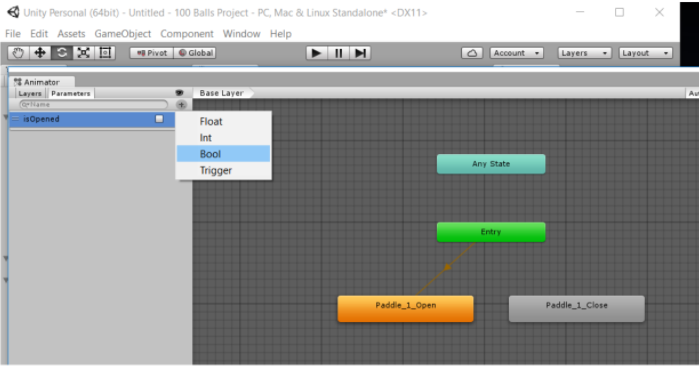 Unity Personal (64bit) - Untitled - 100 Balls Project - PC, Mac & Linux Standalone* <DX11>
File Edit Assets GameObject Component Window Help
Pivot Global Account Layers Layout
Animator
Layers Parameters Base Layer Au
Name
isOpened
Float
Int
Bool
Trigger
Any State
Entry
Paddle_1_Open Paddle_1_Close